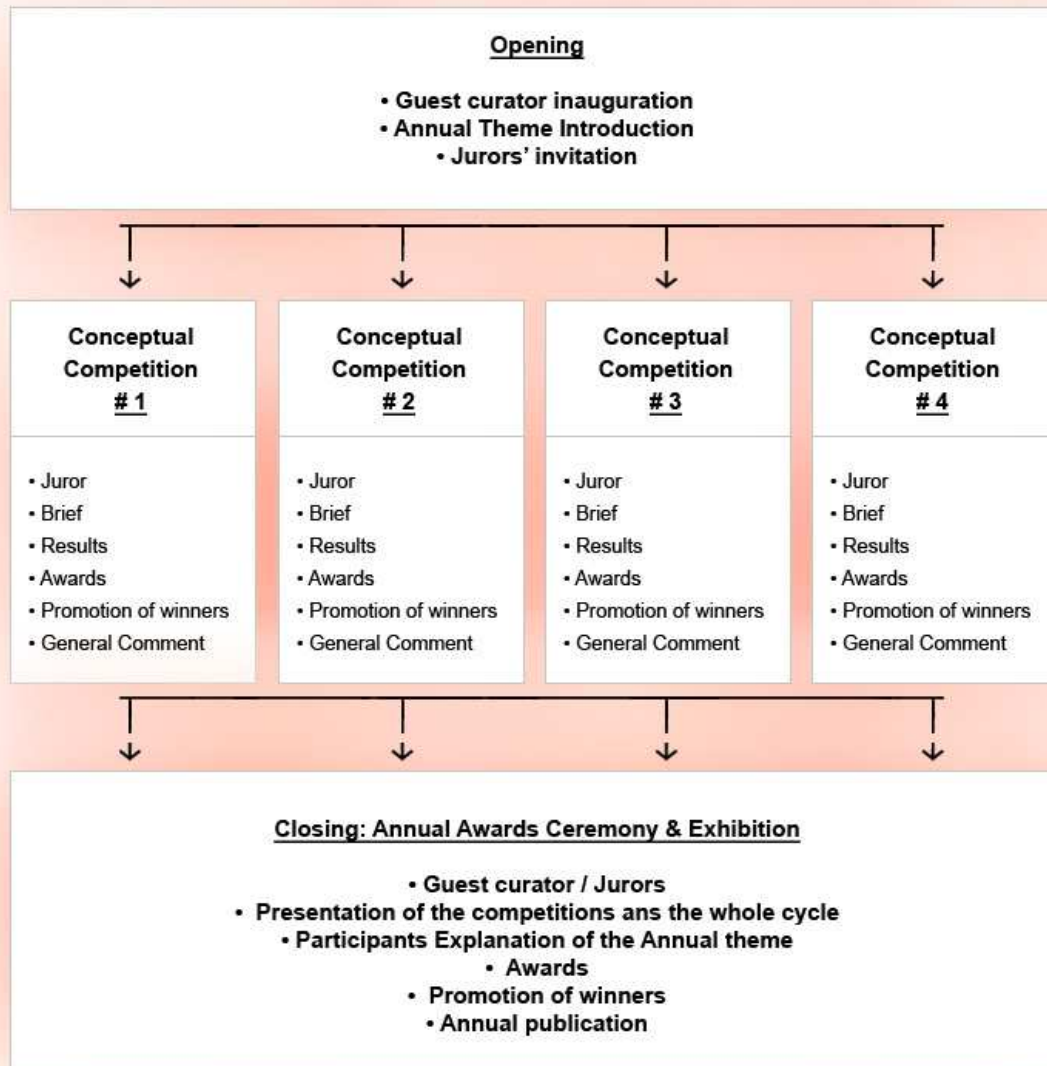 Opening
• Guest curator inauguration
• Annual Theme Introduction
• Jurors’ invitation
Conceptual
Competition
# 1
• Juror
• Brief
• Results
• Awards
• Promotion of winners
• General Comment
Conceptual
Competition
# 2
• Juror
• Brief
• Results
• Awards
• Promotion of winners
• General Comment
Conceptual
Competition
# 3
• Juror
• Brief
• Results
• Awards
• Promotion of winners
• General Comment
Conceptual
Competition
# 4
• Juror
• Brief
• Results
• Awards
• Promotion of winners
• General Comment
Closing: Annual Awards Ceremony & Exhibition
• Guest curator / Jurors
• Presentation of the competitions ans the whole cycle
• Participants Explanation of the Annual theme
• Awards
• Promotion of winners
• Annual publication